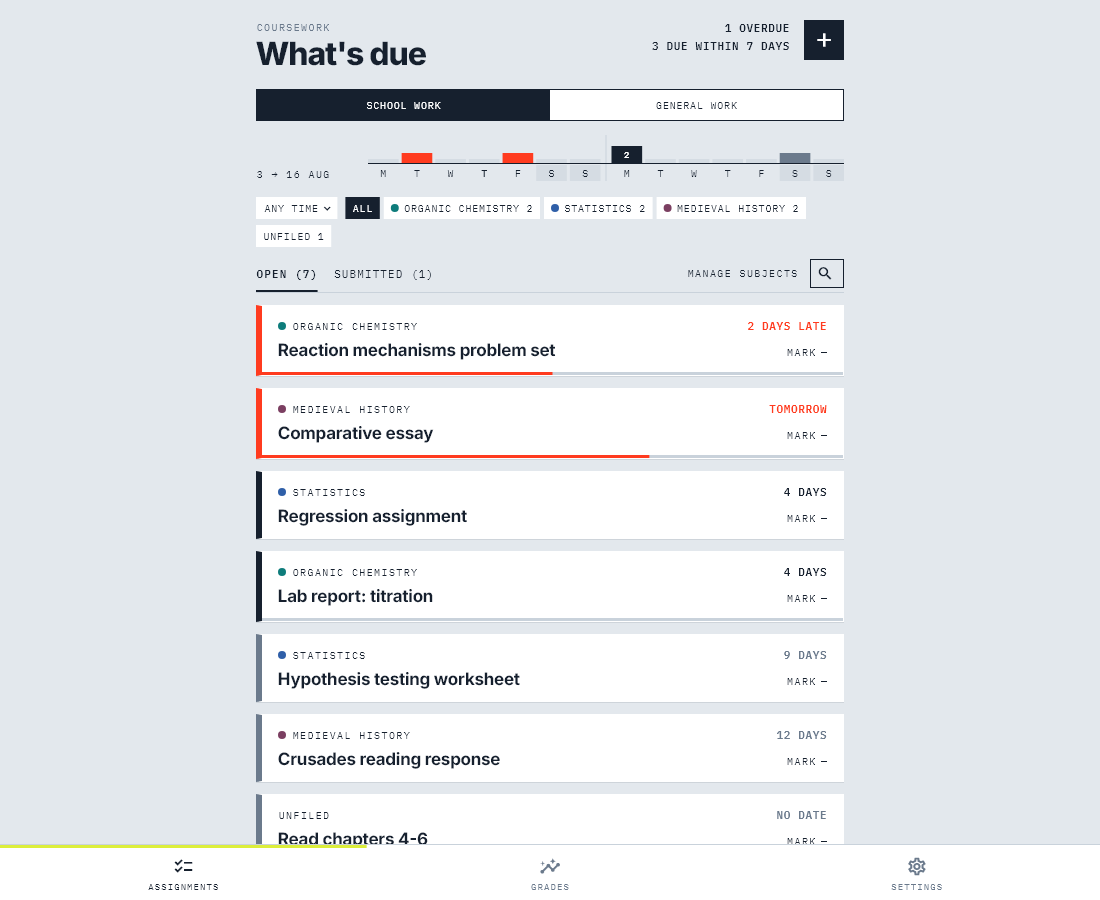 COURSEWORK
What's due
1 OVERDUE
3 DUE WITHIN 7 DAYS
+
SCHOOL WORK
GENERAL WORK
2
3 → 16 AUG
M T W T F S S M T W T F S S
ANY TIME
ALL
ORGANIC CHEMISTRY 2
STATISTICS 2
MEDIEVAL HISTORY 2
UNFILED 1
OPEN (7)
SUBMITTED (1)
MANAGE SUBJECTS
ORGANIC CHEMISTRY
2 DAYS LATE
Reaction mechanisms problem set
MARK –
MEDIEVAL HISTORY
TOMORROW
Comparative essay
MARK –
STATISTICS
4 DAYS
Regression assignment
MARK –
ORGANIC CHEMISTRY
4 DAYS
Lab report: titration
MARK –
STATISTICS
9 DAYS
Hypothesis testing worksheet
MARK –
MEDIEVAL HISTORY
12 DAYS
Crusades reading response
MARK –
UNFILED
NO DATE
Read chapters 4-6
MARK –
ASSIGNMENTS
GRADES
SETTINGS